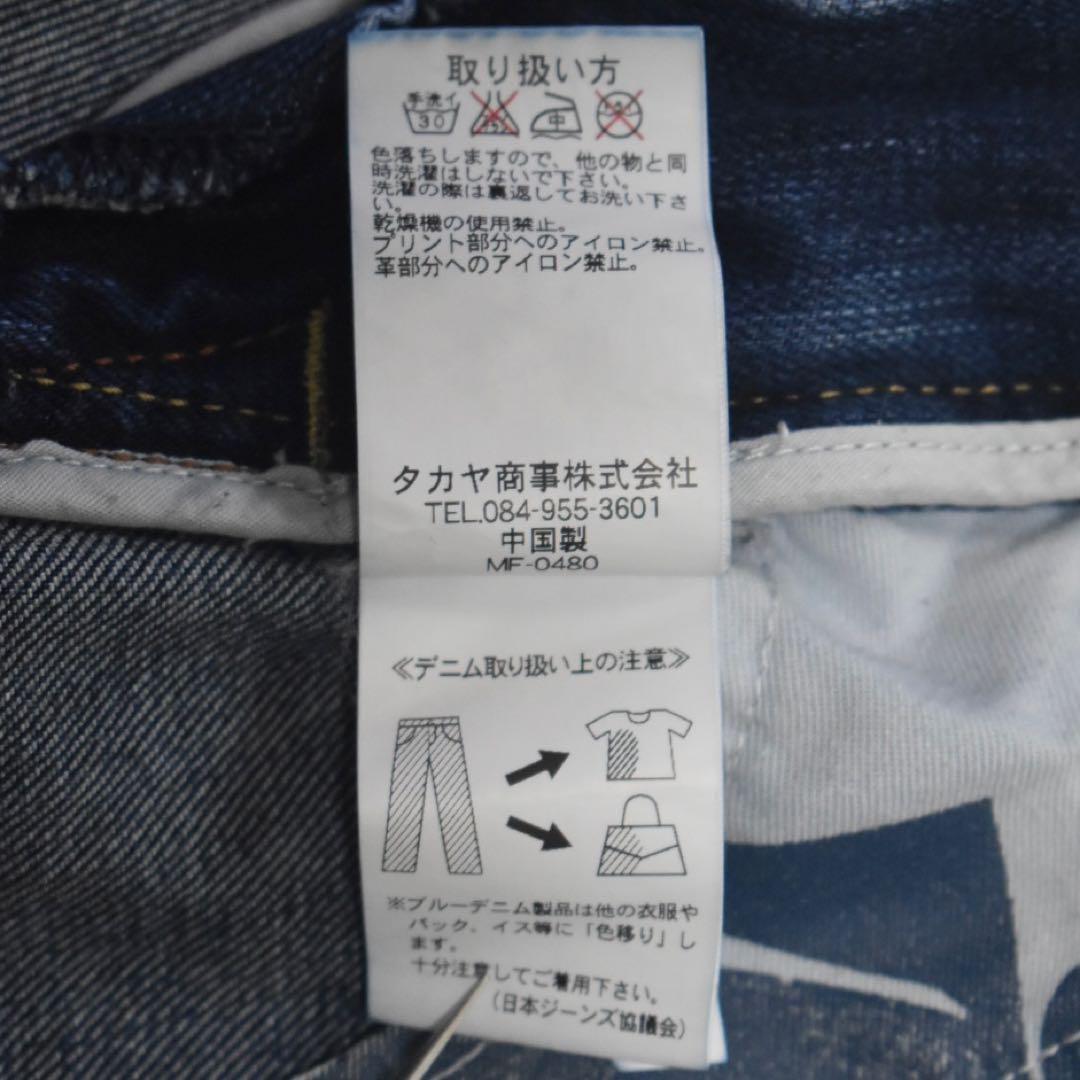 取り扱い方
手洗イ
30
中
色落ちしますので、他の物と同
時洗濯はしないで下さい。
洗濯の際は裏返してお洗い下さ
い。
乾燥機の使用禁止。
プリント部分へのアイロン禁止。
革部分へのアイロン禁止。
タカヤ商事株式会社
TEL.084-955-3601
中国製
MF-0480
≪デニム取り扱い上の注意≫
※ブルーデニム製品は他の衣服や
バック、イス等に「色移り」し
ます。
十分注意してご着用下さい。
(日本ジーンズ協議会)